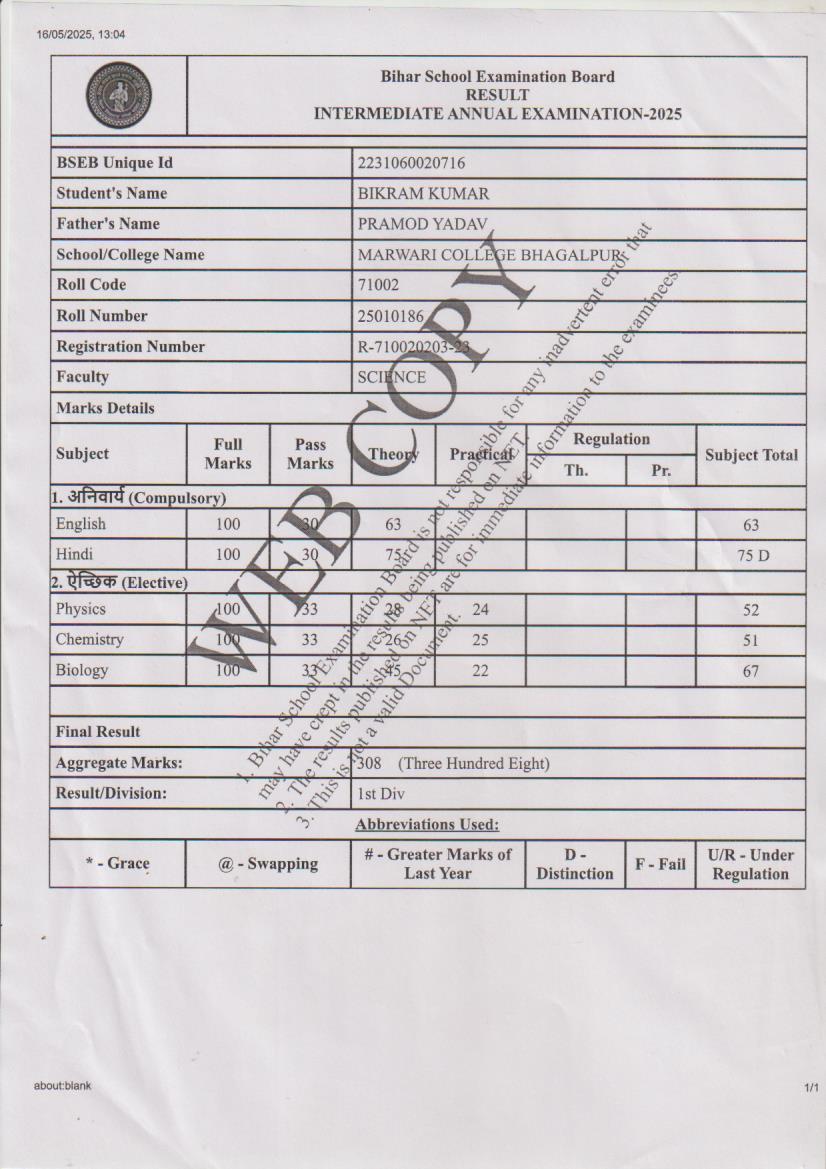 16/05/2025, 13:04
Bihar School Examination Board
RESULT
INTERMEDIATE ANNUAL EXAMINATION-2025
BSEB Unique Id 2231060020716
Student's Name BIKRAM KUMAR
Father's Name PRAMOD YADAV
School/College Name MARWARI COLLEGE BHAGALPUR
Roll Code 71002
Roll Number 25010186
Registration Number R-710020203-23
Faculty SCIENCE
Marks Details
Subject Full Marks Pass Marks Theory Practical Regulation Th. Pr. Subject Total
1. अनिवार्य (Compulsory)
English 100 30 63 63
Hindi 100 30 75 75 D
2. ऐच्छिक (Elective)
Physics 100 33 28 24 52
Chemistry 100 33 26 25 51
Biology 100 33 45 22 67
Final Result
Aggregate Marks: 308 (Three Hundred Eight)
Result/Division: 1st Div
Abbreviations Used:
* - Grace @ - Swapping # - Greater Marks of Last Year D - Distinction F - Fail U/R - Under Regulation
WEB COPY
1. Bihar School Examination Board is not responsible for any inadvertent error that
may have crept in the results being published on NET.
2. The results published on NET are for immediate information to the examinees
3. This is not a valid Document.
about:blank 1/1